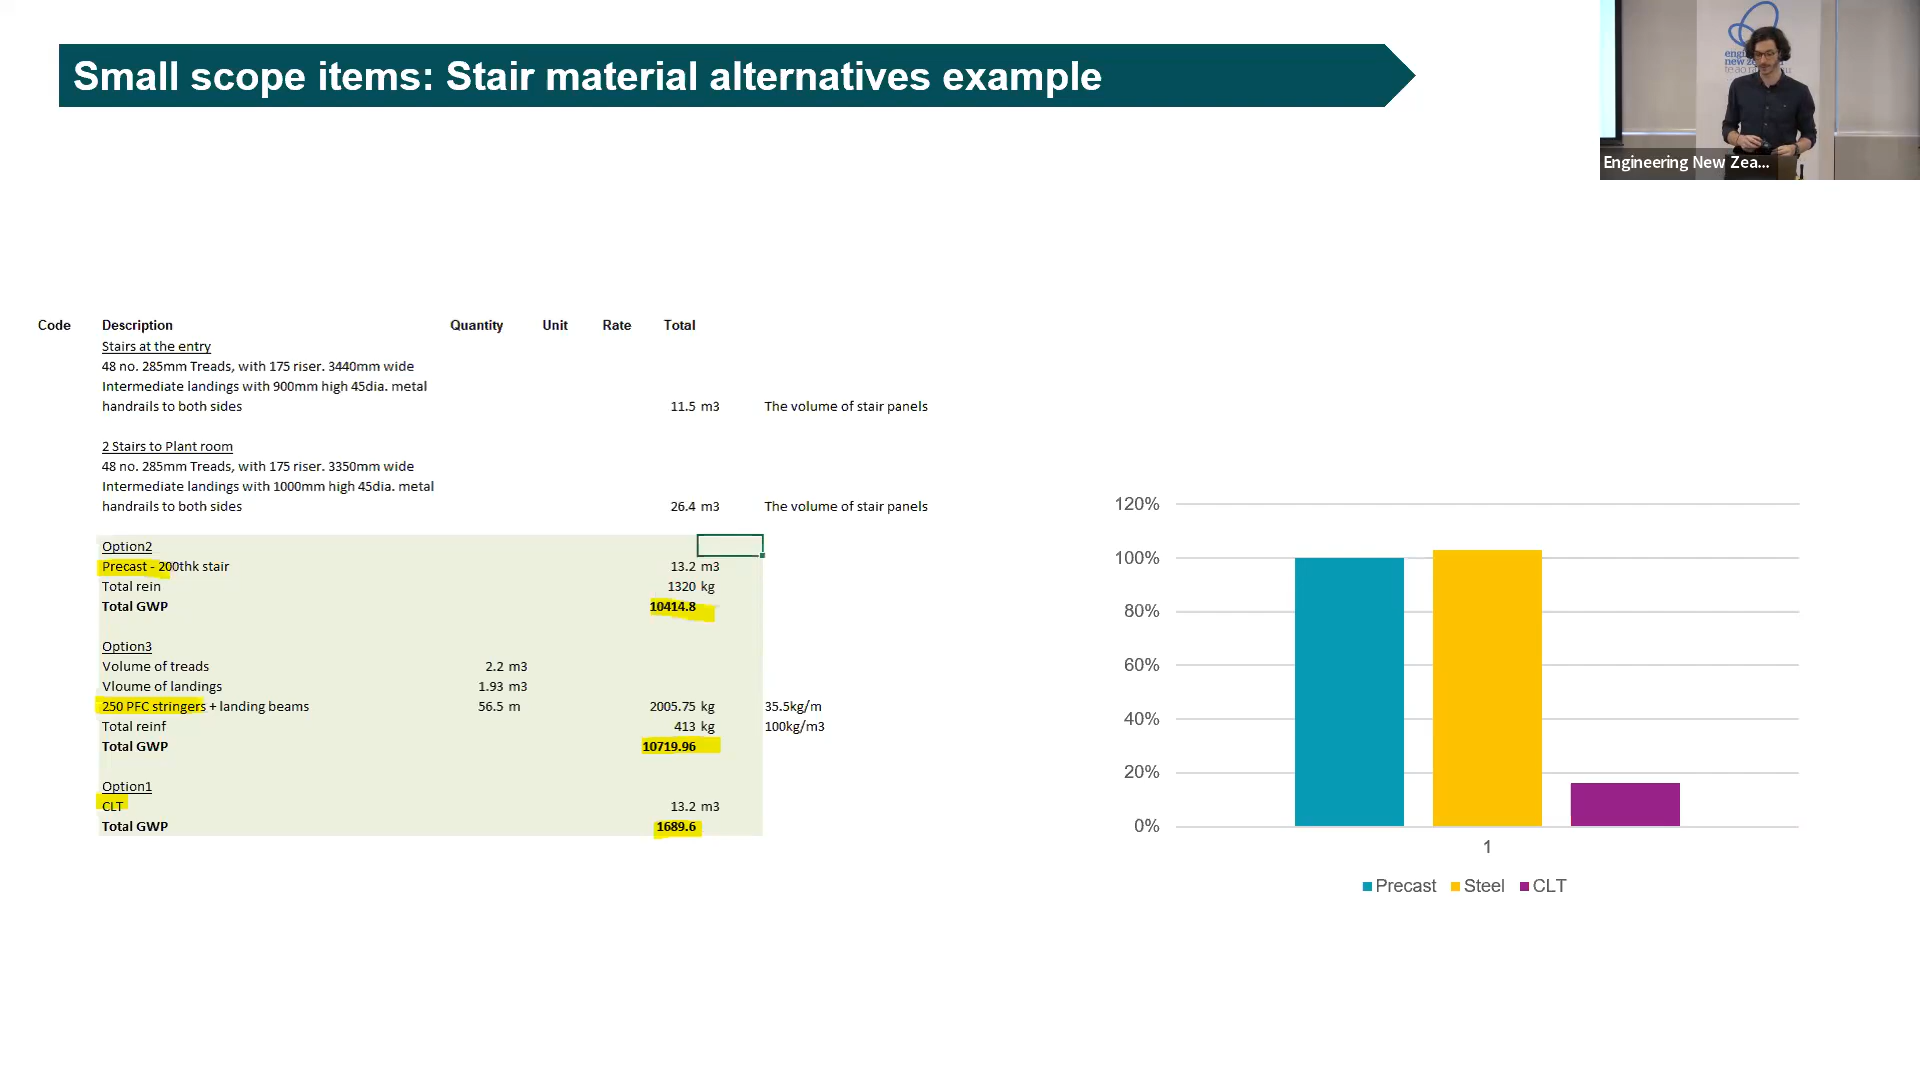 Small scope items: Stair material alternatives example
engi
new zea
te ao ra
Engineering New Zea...
Code Description Quantity Unit Rate Total
Stairs at the entry
48 no. 285mm Treads, with 175 riser. 3440mm wide
Intermediate landings with 900mm high 45dia. metal
handrails to both sides 11.5 m3 The volume of stair panels
2 Stairs to Plant room
48 no. 285mm Treads, with 175 riser. 3350mm wide
Intermediate landings with 1000mm high 45dia. metal
handrails to both sides 26.4 m3 The volume of stair panels
Option2
Precast - 200thk stair 13.2 m3
Total rein 1320 kg
Total GWP 10414.8
Option3
Volume of treads 2.2 m3
Vloume of landings 1.93 m3
250 PFC stringers + landing beams 56.5 m 2005.75 kg 35.5kg/m
Total reinf 413 kg 100kg/m3
Total GWP 10719.96
Option1
CLT 13.2 m3
Total GWP 1689.6
120%
100%
80%
60%
40%
20%
0%
1
Precast Steel CLT